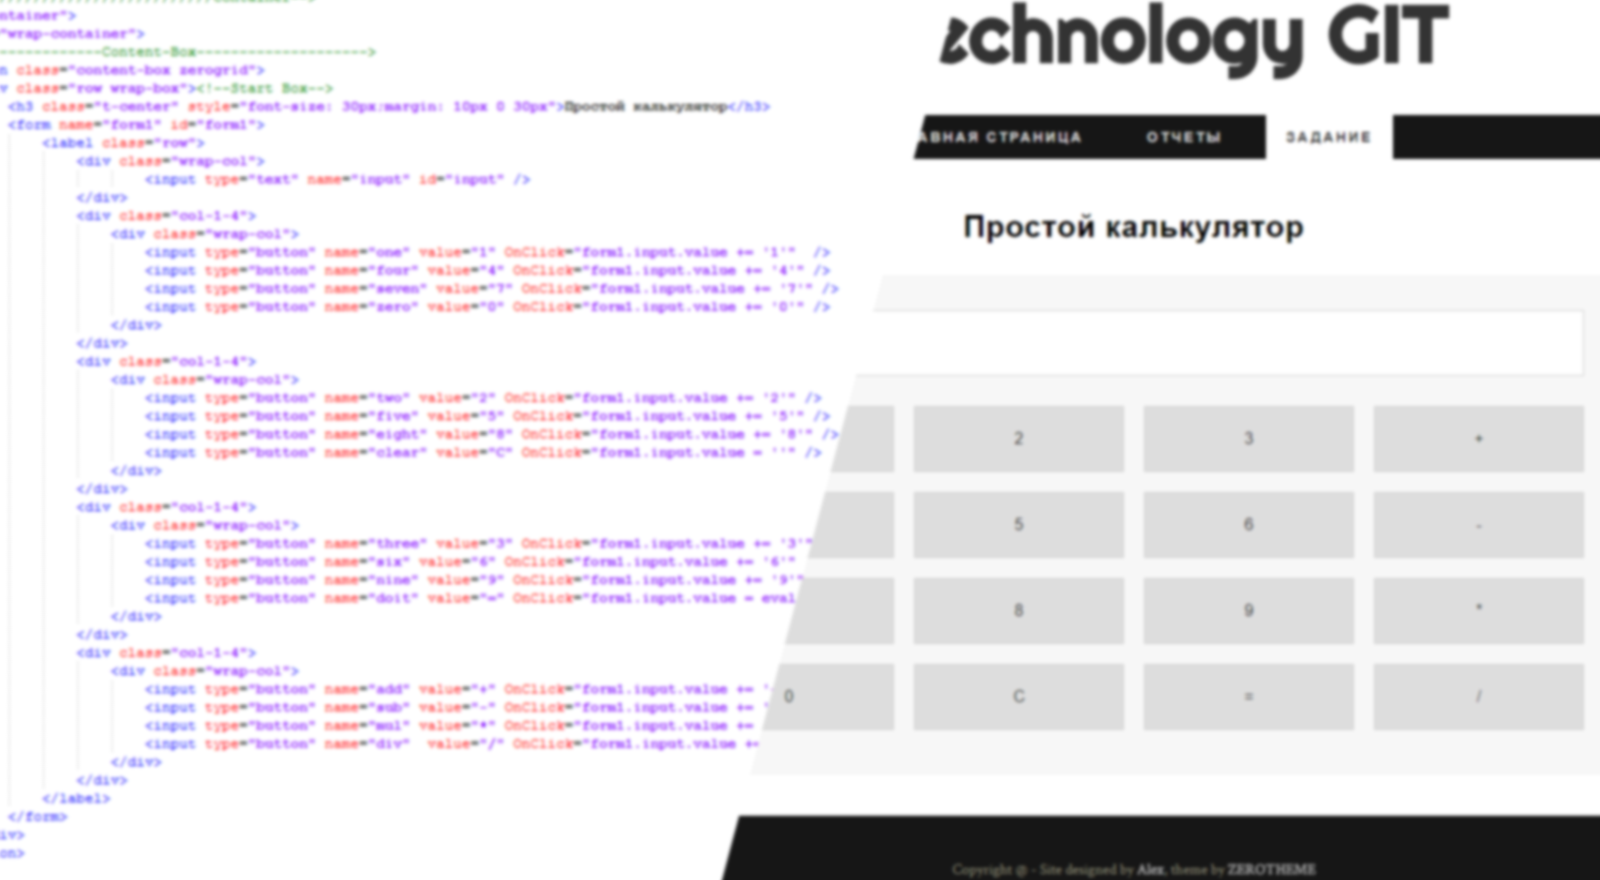 ntainer">
"wrap-container">
------------Content-Box-------------------->
n class="content-box zerogrid">
v class="row wrap-box"><!--Start Box-->
<h3 class="t-center" style="font-size: 30px;margin: 10px 0 30px">Простой калькулятор</h3>
<form name="form1" id="form1">
<label class="row">
<div class="wrap-col">
<input type="text" name="input" id="input" />
</div>
<div class="col-1-4">
<div class="wrap-col">
<input type="button" name="one" value="1" OnClick="form1.input.value += '1'"  />
<input type="button" name="four" value="4" OnClick="form1.input.value += '4'" />
<input type="button" name="seven" value="7" OnClick="form1.input.value += '7'" />
<input type="button" name="zero" value="0" OnClick="form1.input.value += '0'" />
</div>
</div>
<div class="col-1-4">
<div class="wrap-col">
<input type="button" name="two" value="2" OnClick="form1.input.value += '2'" />
<input type="button" name="five" value="5" OnClick="form1.input.value += '5'" />
<input type="button" name="eight" value="8" OnClick="form1.input.value += '8'" />
<input type="button" name="clear" value="C" OnClick="form1.input.value = ''" />
</div>
</div>
<div class="col-1-4">
<div class="wrap-col">
<input type="button" name="three" value="3" OnClick="form1.input.value += '3'"
<input type="button" name="six" value="6" OnClick="form1.input.value += '6'"
<input type="button" name="nine" value="9" OnClick="form1.input.value += '9'"
<input type="button" name="doit" value="=" OnClick="form1.input.value = eval
</div>
</div>
<div class="col-1-4">
<div class="wrap-col">
<input type="button" name="add" value="+" OnClick="form1.input.value += '
<input type="button" name="sub" value="-" OnClick="form1.input.value += '
<input type="button" name="mul" value="*" OnClick="form1.input.value +=
<input type="button" name="div"  value="/" OnClick="form1.input.value +=
</div>
</div>
</label>
</form>
iv>
on>
echnology GIT
АВНАЯ СТРАНИЦА ОТЧЕТЫ ЗАДАНИЕ
Простой калькулятор
2 3 +
5 6 -
8 9 *
0 C = /
Copyright @ - Site designed by Alex, theme by ZEROTHEME